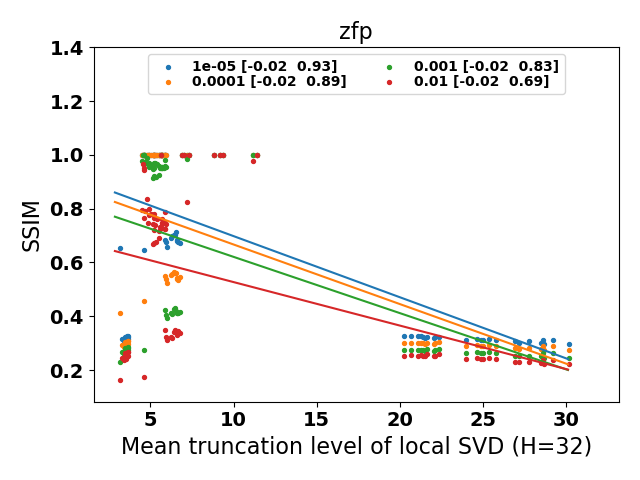 zfp
1e-05 [-0.02  0.93]
0.0001 [-0.02  0.89]
0.001 [-0.02  0.83]
0.01 [-0.02  0.69]
1.4
1.2
1.0
0.8
0.6
0.4
0.2
SSIM
5 10 15 20 25 30
Mean truncation level of local SVD (H=32)